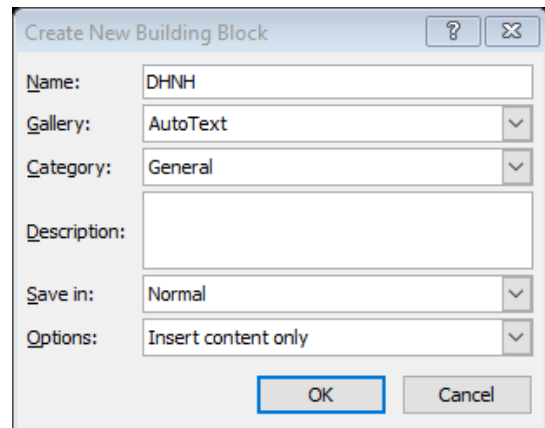 Create New Building Block
Name: DHNH
Gallery: AutoText
Category: General
Description:
Save in: Normal
Options: Insert content only
OK Cancel